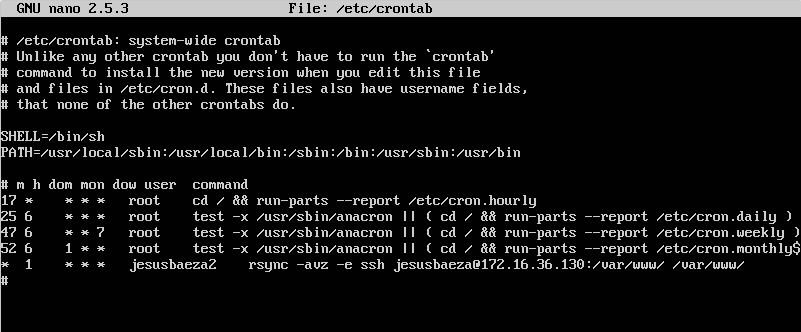 GNU nano 2.5.3 File: /etc/crontab
# /etc/crontab: system-wide crontab
# Unlike any other crontab you don't have to run the `crontab'
# command to install the new version when you edit this file
# and files in /etc/cron.d. These files also have username fields,
# that none of the other crontabs do.
SHELL=/bin/sh
PATH=/usr/local/sbin:/usr/local/bin:/sbin:/bin:/usr/sbin:/usr/bin
# m h dom mon dow user  command
17 *    * * *   root    cd / && run-parts --report /etc/cron.hourly
25 6    * * *   root    test -x /usr/sbin/anacron || ( cd / && run-parts --report /etc/cron.daily )
47 6    * * 7   root    test -x /usr/sbin/anacron || ( cd / && run-parts --report /etc/cron.weekly )
52 6    1 * *   root    test -x /usr/sbin/anacron || ( cd / && run-parts --report /etc/cron.monthly$
*  1    * * *   jesusbaeza2    rsync -avz -e ssh jesusbaeza@172.16.36.130:/var/www/ /var/www/
#